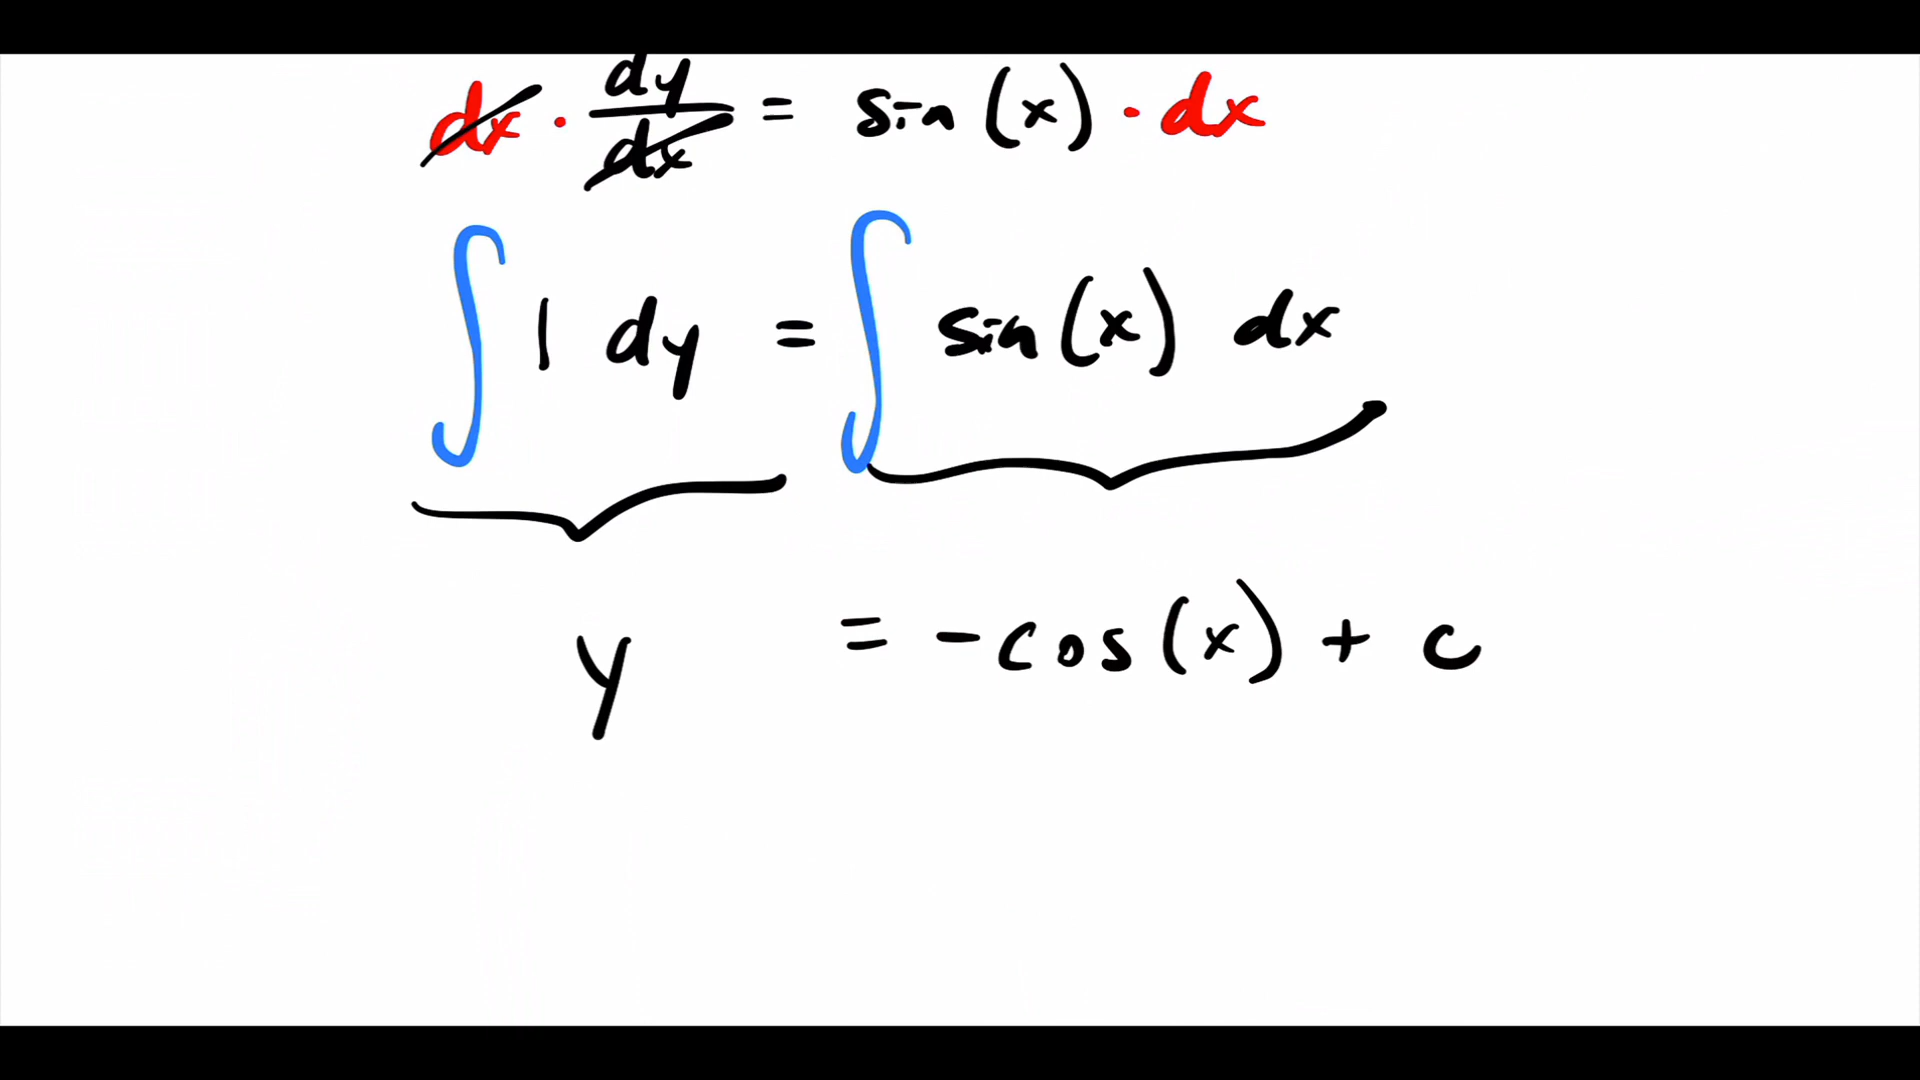 dx · dy/dx = sin(x) · dx
∫ 1 dy = ∫ sin(x) dx
y = -cos(x) + c